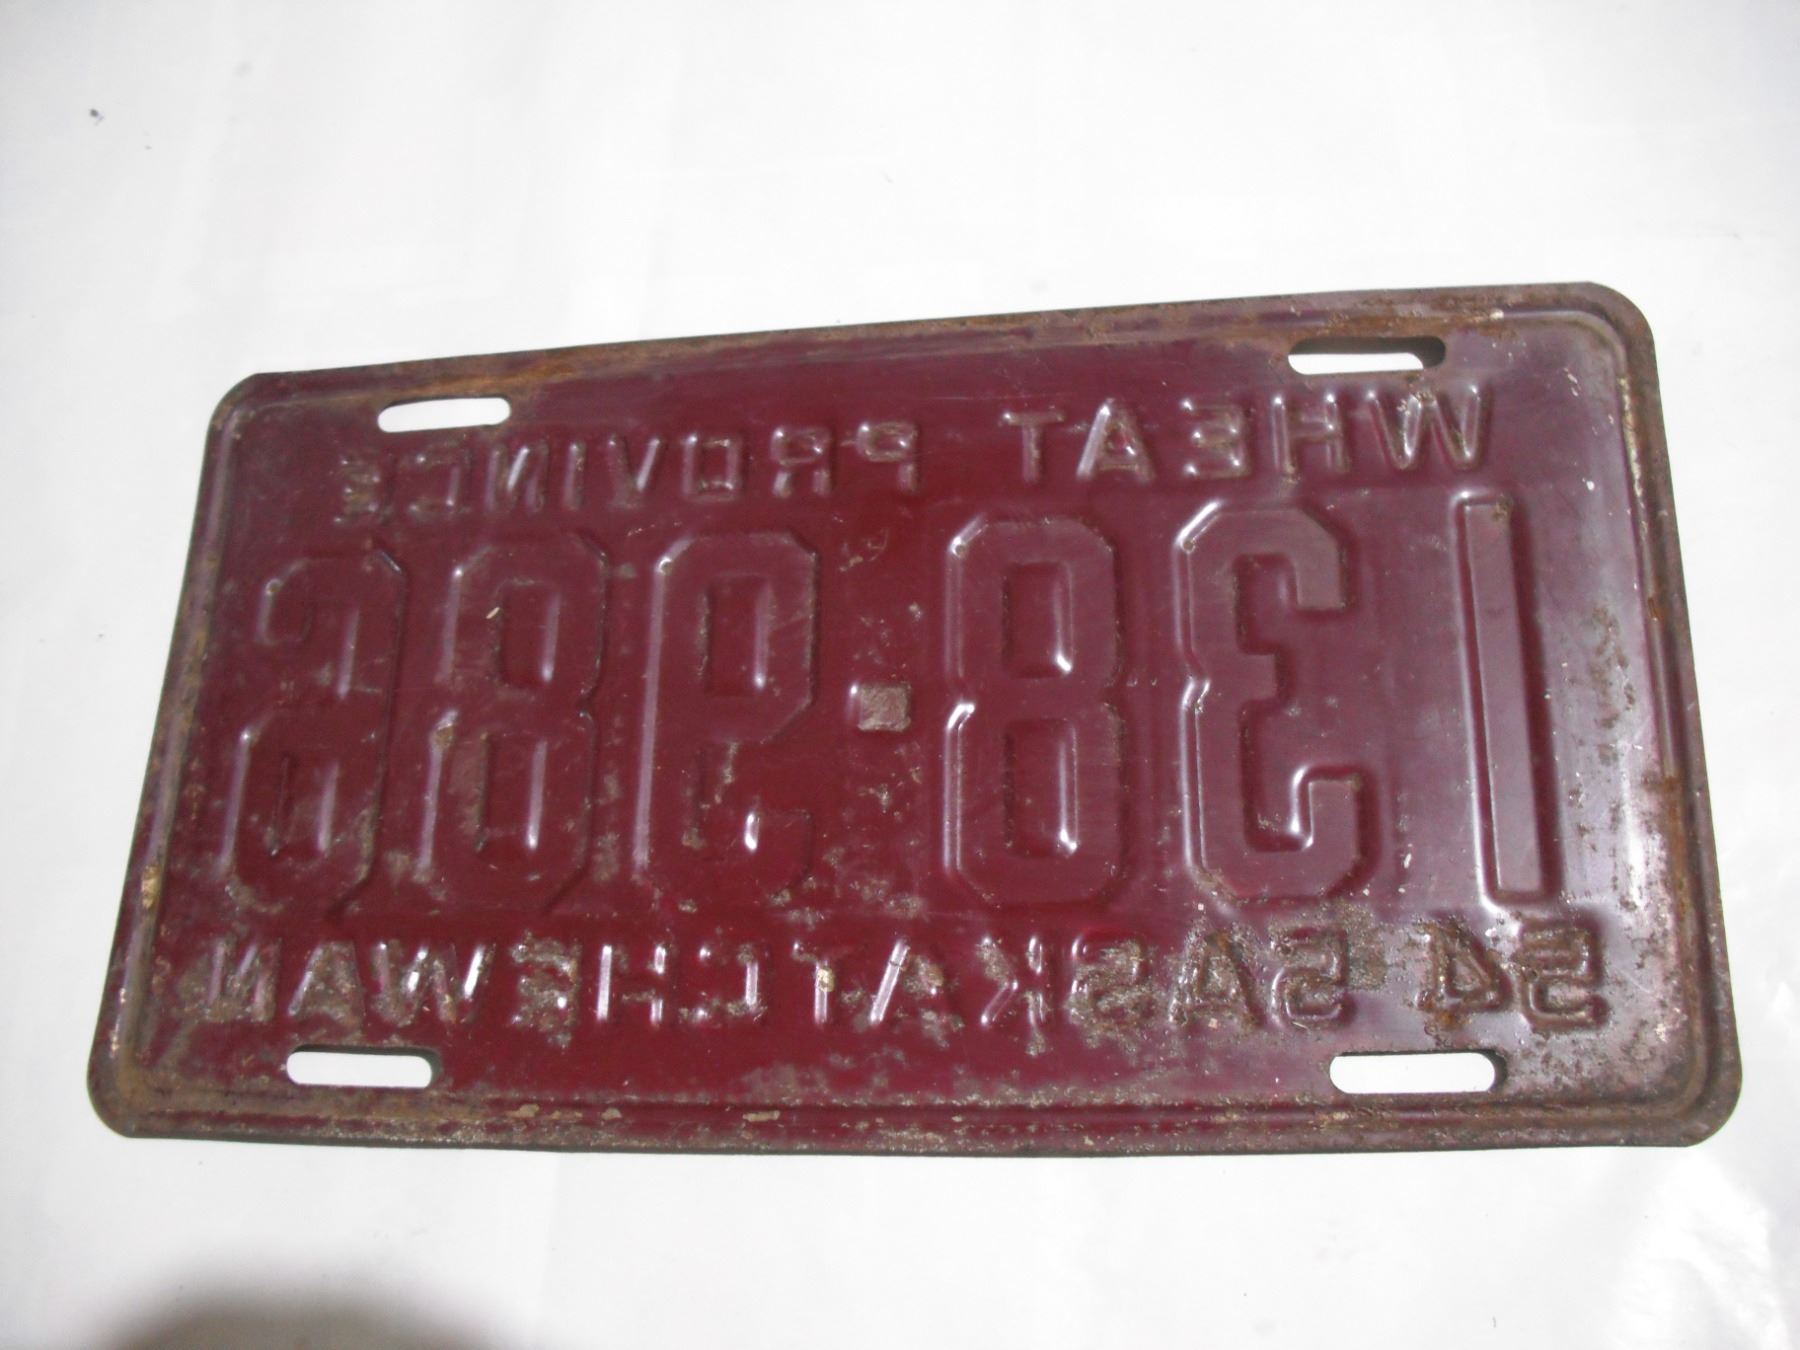 WHEAT PROVINCE
138·986
54 SASKATCHEWAN